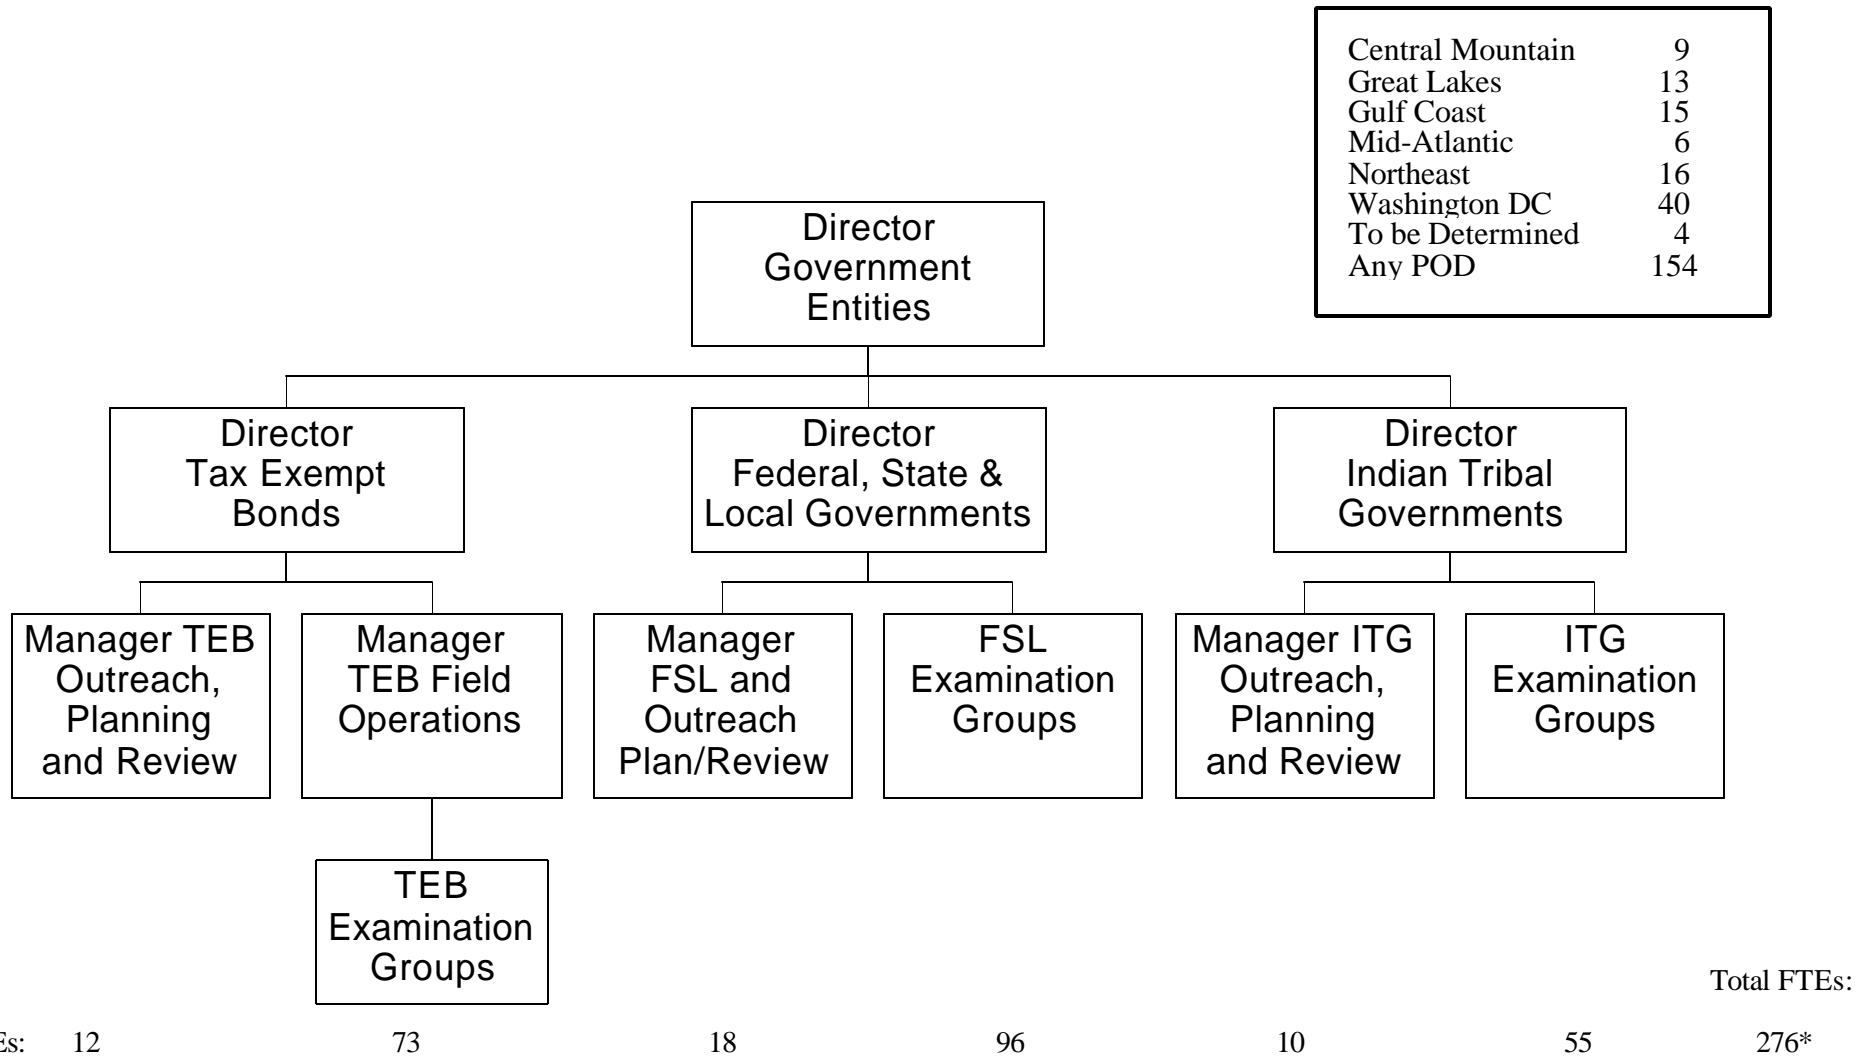 Central Mountain 9
Great Lakes 13
Gulf Coast 15
Mid-Atlantic 6
Northeast 16
Washington DC 40
To be Determined 4
Any POD 154
Director
Government
Entities
Director
Tax Exempt
Bonds
Director
Federal, State &
Local Governments
Director
Indian Tribal
Governments
Manager TEB
Outreach,
Planning
and Review
Manager
TEB Field
Operations
Manager
FSL and
Outreach
Plan/Review
FSL
Examination
Groups
Manager ITG
Outreach,
Planning
and Review
ITG
Examination
Groups
TEB
Examination
Groups
Total FTEs:
Es: 12 73 18 96 10 55 276*